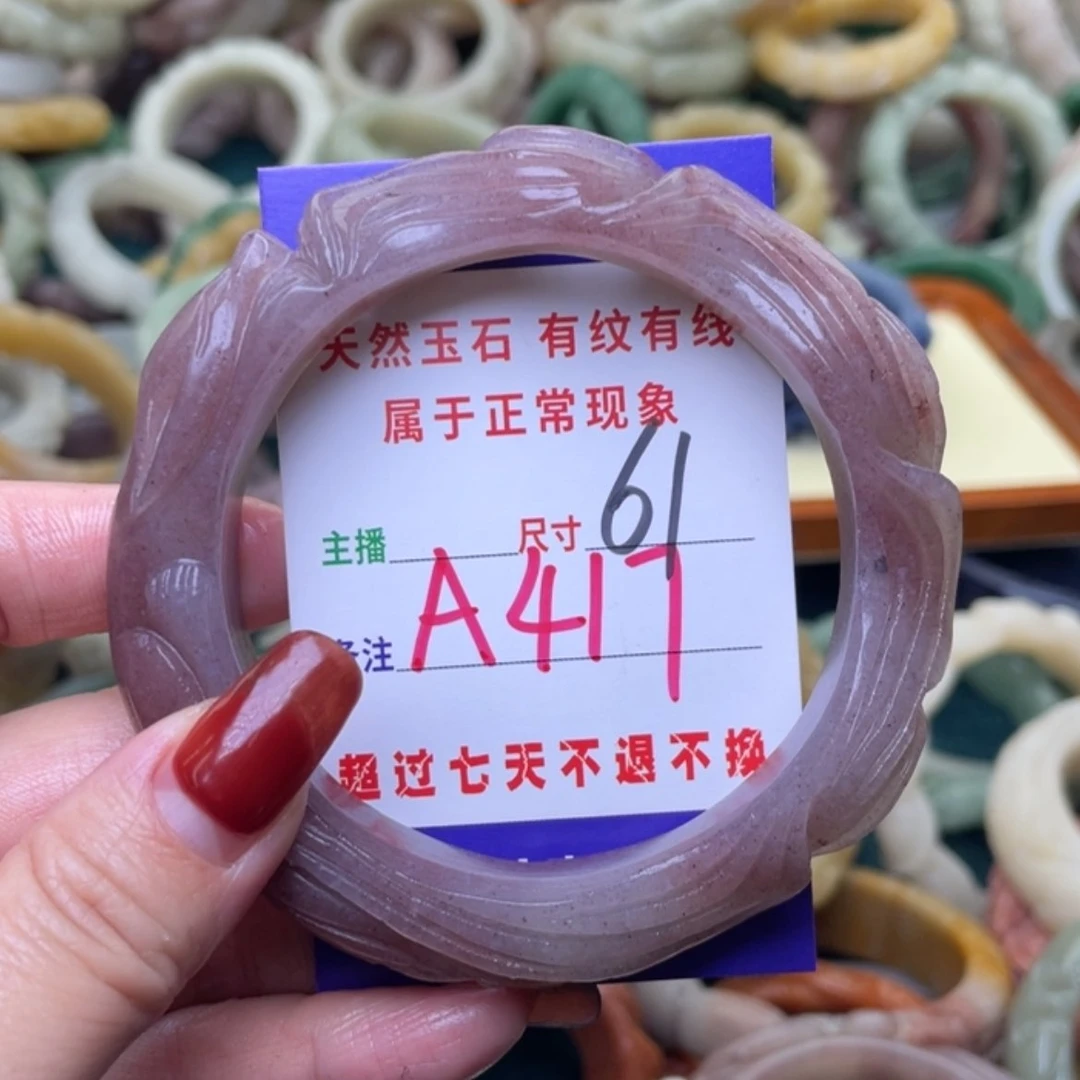 天然玉石 有纹有线
属于正常现象
主播 尺寸 61
备注 A417
超过七天不退不换